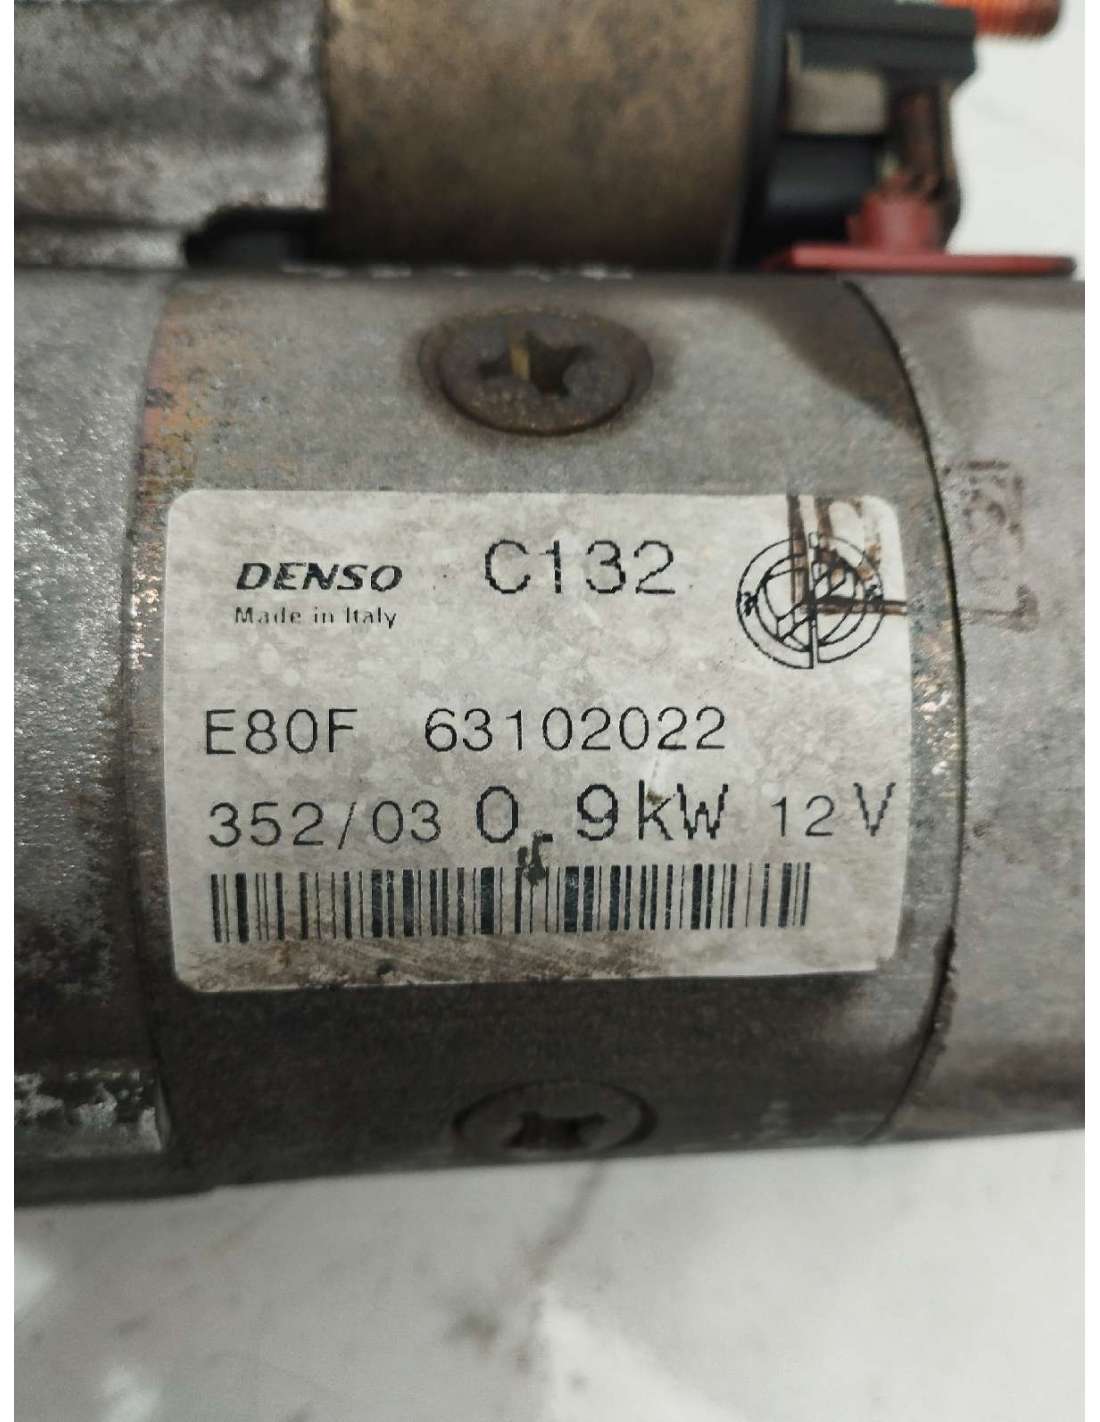 DENSO C132
Made in Italy
E80F 63102022
352/03 0.9kW 12V